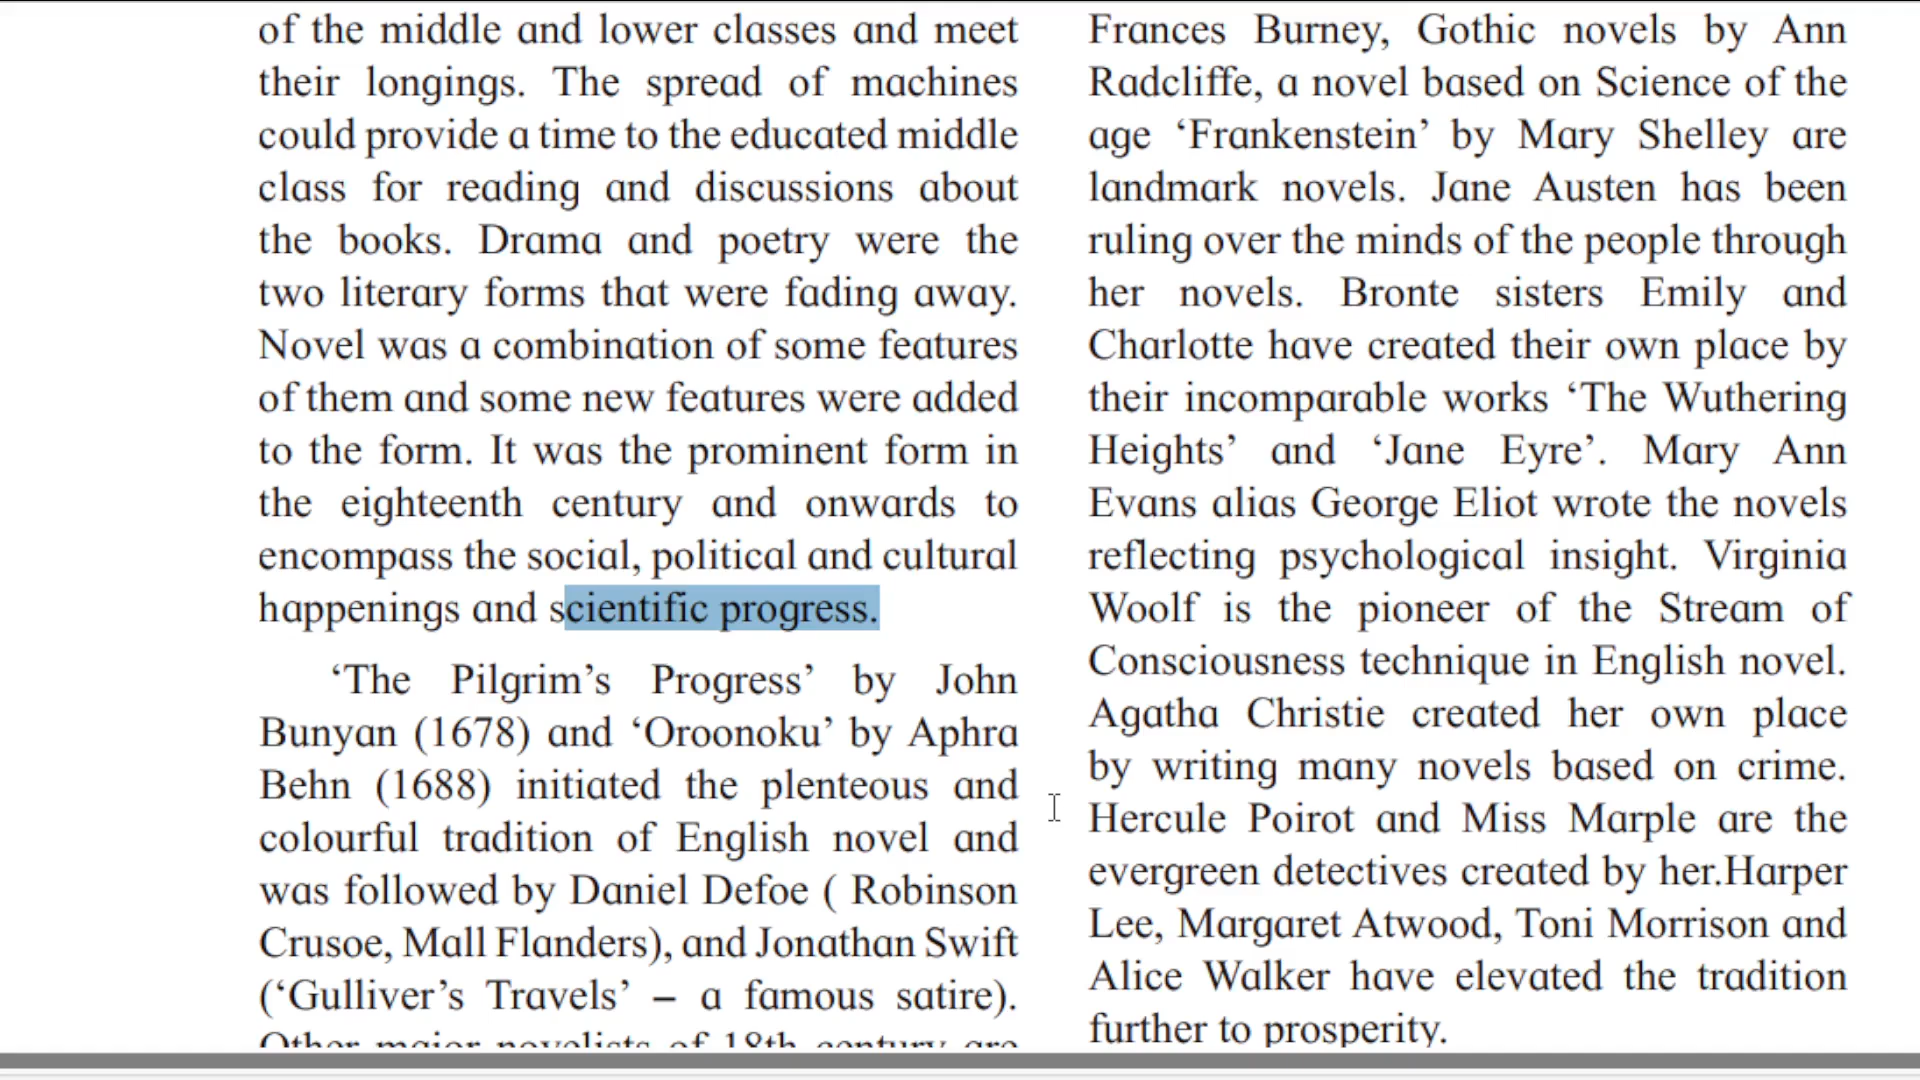 of the middle and lower classes and meet
their longings. The spread of machines
could provide a time to the educated middle
class for reading and discussions about
the books. Drama and poetry were the
two literary forms that were fading away.
Novel was a combination of some features
of them and some new features were added
to the form. It was the prominent form in
the eighteenth century and onwards to
encompass the social, political and cultural
happenings and scientific progress.
‘The Pilgrim’s Progress’ by John
Bunyan (1678) and ‘Oroonoku’ by Aphra
Behn (1688) initiated the plenteous and
colourful tradition of English novel and
was followed by Daniel Defoe ( Robinson
Crusoe, Mall Flanders), and Jonathan Swift
(‘Gulliver’s Travels’ – a famous satire).
Other major novelists of 18th century are
Frances Burney, Gothic novels by Ann
Radcliffe, a novel based on Science of the
age ‘Frankenstein’ by Mary Shelley are
landmark novels. Jane Austen has been
ruling over the minds of the people through
her novels. Bronte sisters Emily and
Charlotte have created their own place by
their incomparable works ‘The Wuthering
Heights’ and ‘Jane Eyre’. Mary Ann
Evans alias George Eliot wrote the novels
reflecting psychological insight. Virginia
Woolf is the pioneer of the Stream of
Consciousness technique in English novel.
Agatha Christie created her own place
by writing many novels based on crime.
Hercule Poirot and Miss Marple are the
evergreen detectives created by her.Harper
Lee, Margaret Atwood, Toni Morrison and
Alice Walker have elevated the tradition
further to prosperity.